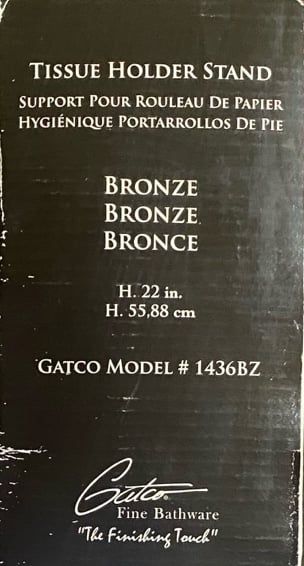 TISSUE HOLDER STAND
SUPPORT POUR ROULEAU DE PAPIER
HYGIÉNIQUE PORTARROLLOS DE PIE
BRONZE
BRONZE
BRONCE
H. 22 in.
H. 55,88 cm
GATCO MODEL # 1436BZ
Gatco®
Fine Bathware
"The Finishing Touch"